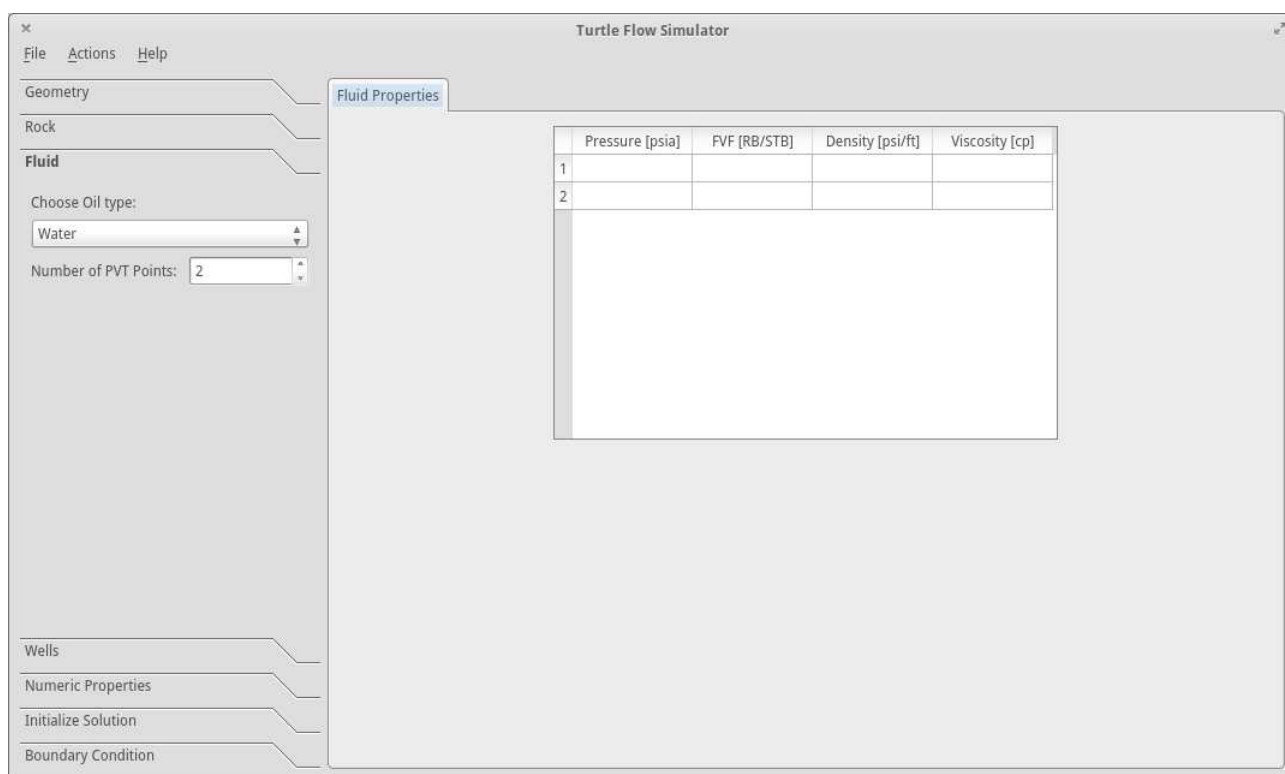 Turtle Flow Simulator
File Actions Help
Geometry
Rock
Fluid
Choose Oil type:
Water
Number of PVT Points: 2
Wells
Numeric Properties
Initialize Solution
Boundary Condition
Fluid Properties
Pressure [psia] FVF [RB/STB] Density [psi/ft] Viscosity [cp]
1
2